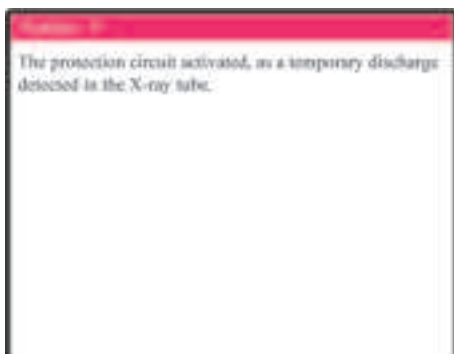 The protection circuit activated, as a temporary discharge
detected in the X-ray tube.